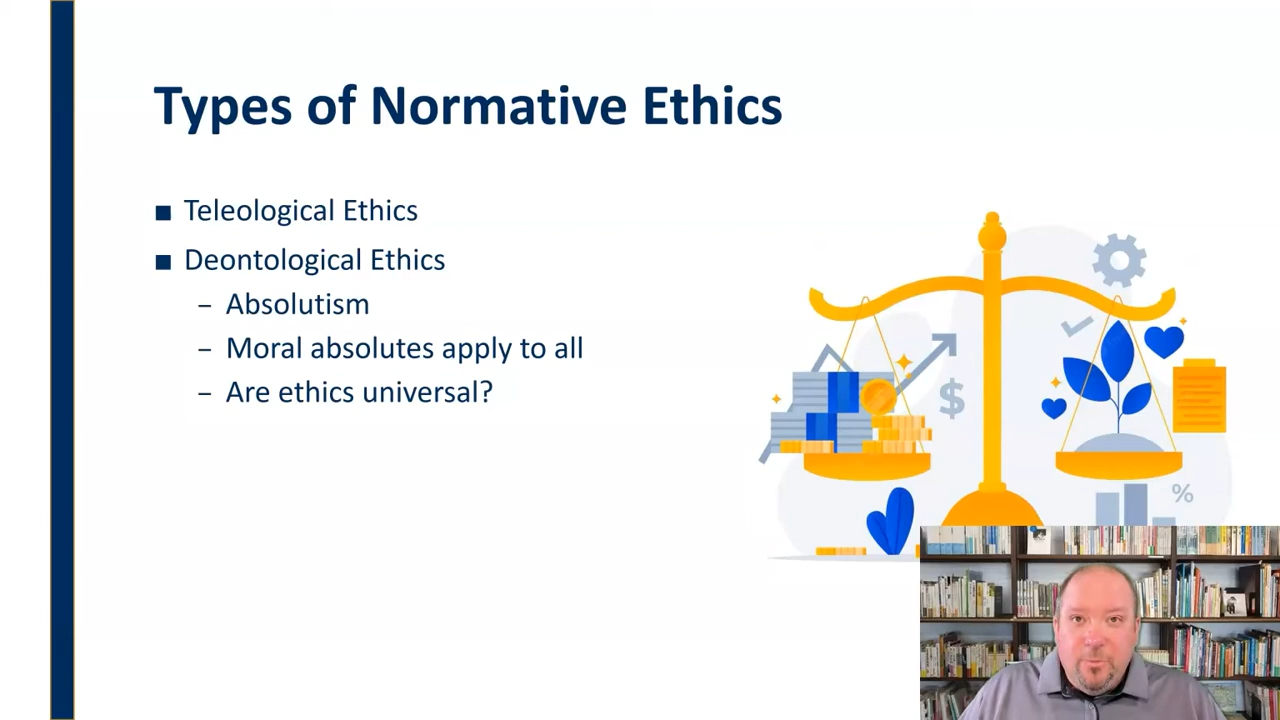 Types of Normative Ethics
■ Teleological Ethics
■ Deontological Ethics
– Absolutism
– Moral absolutes apply to all
– Are ethics universal?
$
%